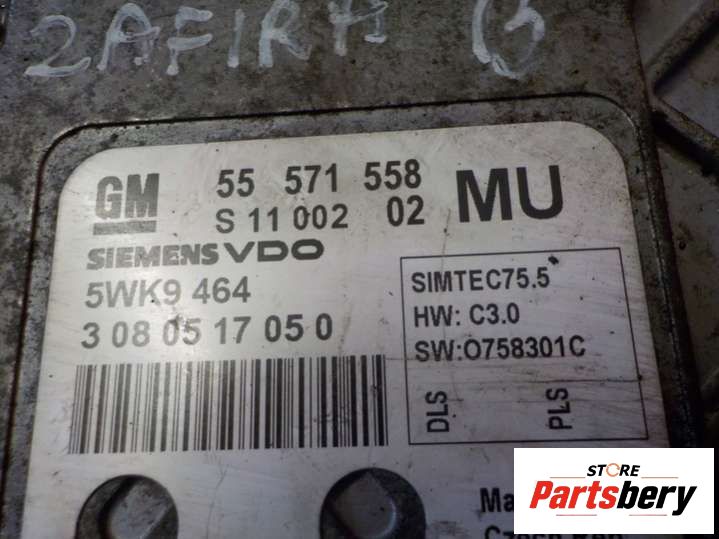 ZAFIRA B
GM 55 571 558 MU
S 11 002 02
SIEMENS VDO
5WK9 464
3 08 05 17 05 0
SIMTEC75.5
HW: C3.0
SW:O758301C
DLS
PLS
STORE
Partsbery